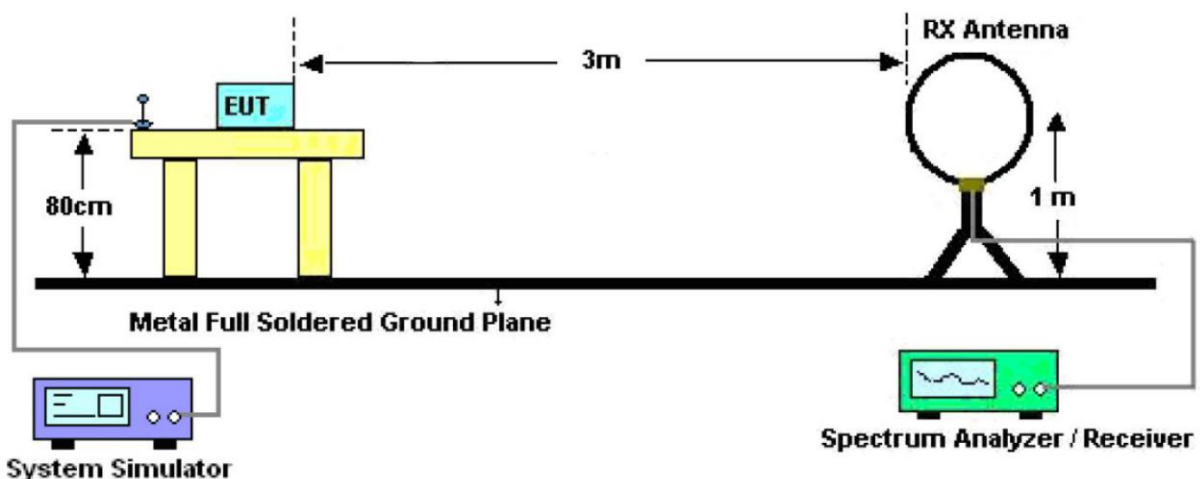 RX Antenna
3m
EUT
80cm
1 m
Metal Full Soldered Ground Plane
System Simulator
Spectrum Analyzer / Receiver